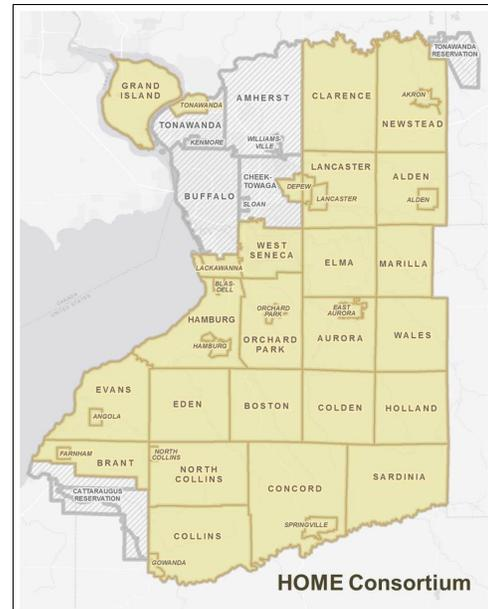 TONAWANDA
RESERVATION
GRAND
ISLAND
TONAWANDA
AMHERST
CLARENCE
AKRON
NEWSTEAD
TONAWANDA
KENMORE
WILLIAMS-
VILLE
BUFFALO
CHEEK-
TOWAGA
SLOAN
DEPEW
LANCASTER
LANCASTER
ALDEN
ALDEN
WEST
SENECA
LACKAWANNA
ELMA
MARILLA
BLAS-
DELL
CANADA
UNITED STATES
HAMBURG
HAMBURG
ORCHARD
PARK
ORCHARD
PARK
EAST
AURORA
AURORA
WALES
EVANS
ANGOLA
EDEN
BOSTON
COLDEN
HOLLAND
FARNHAM
BRANT
NORTH
COLLINS
NORTH
COLLINS
CONCORD
SARDINIA
CATTARAUGUS
RESERVATION
COLLINS
SPRINGVILLE
GOWANDA
HOME Consortium